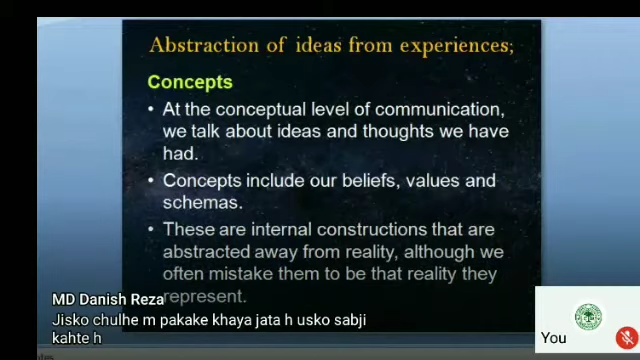 Abstraction of ideas from experiences;
Concepts
• At the conceptual level of communication,
we talk about ideas and thoughts we have
had.
• Concepts include our beliefs, values and
schemas.
• These are internal constructions that are
abstracted away from reality, although we
often mistake them to be that reality they
represent.
MD Danish Reza
Jisko chulhe m pakake khaya jata h usko sabji
kahte h
You